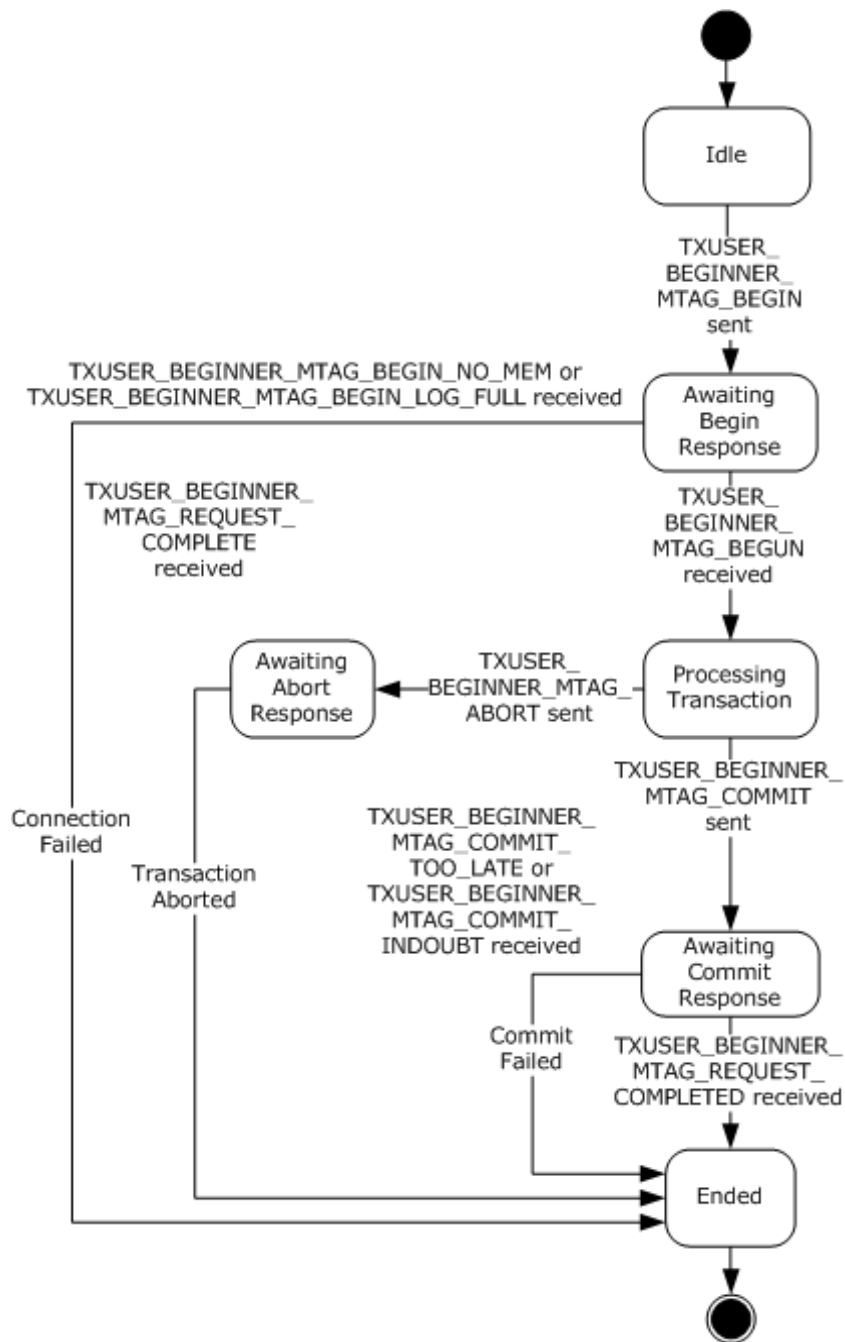 Idle
TXUSER_
BEGINNER_
MTAG_BEGIN
sent
TXUSER_BEGINNER_MTAG_BEGIN_NO_MEM or
TXUSER_BEGINNER_MTAG_BEGIN_LOG_FULL received
Awaiting
Begin
Response
TXUSER_BEGINNER_
MTAG_REQUEST_
COMPLETE
received
TXUSER_
BEGINNER_
MTAG_BEGUN
received
Awaiting
Abort
Response
TXUSER_
BEGINNER_MTAG_
ABORT sent
Processing
Transaction
TXUSER_BEGINNER_
MTAG_COMMIT
sent
Connection
Failed
Transaction
Aborted
TXUSER_BEGINNER_
MTAG_COMMIT_
TOO_LATE or
TXUSER_BEGINNER_
MTAG_COMMIT_
INDOUBT received
Awaiting
Commit
Response
Commit
Failed
TXUSER_BEGINNER_
MTAG_REQUEST_
COMPLETED received
Ended